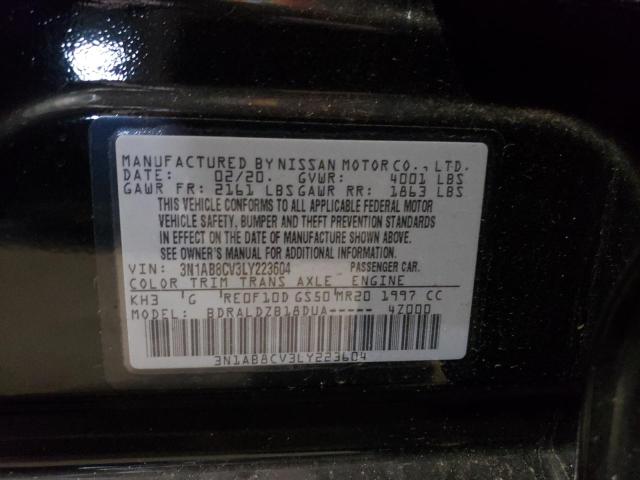 MANUFACTURED BY NISSAN MOTOR CO., LTD.
DATE: 02/20. GVWR: 4001 LBS
GAWR FR: 2161 LBS GAWR RR: 1863 LBS
THIS VEHICLE CONFORMS TO ALL APPLICABLE FEDERAL MOTOR
VEHICLE SAFETY, BUMPER AND THEFT PREVENTION STANDARDS
IN EFFECT ON THE DATE OF MANUFACTURE SHOWN ABOVE.
SEE OWNER'S MANUAL FOR ADDITIONAL INFORMATION.
VIN: 3N1AB8CV3LY223604 PASSENGER CAR.
COLOR TRIM TRANS AXLE ENGINE
KH3 G RE0F10D GS50 MR20 1997 CC
MODEL: BDRALDZB18DUA----- 4Z000
3N1AB8CV3LY223604